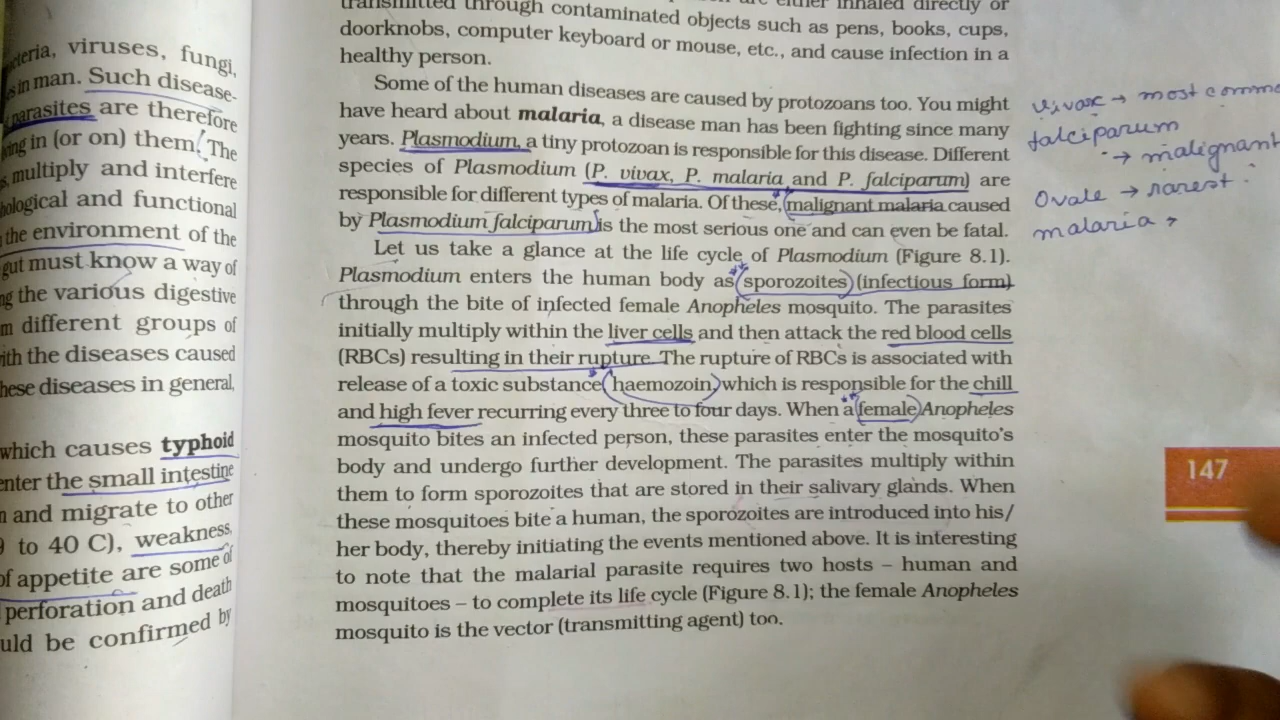 cteria, viruses, fungi,
in man. Such disease-
parasites are therefore
in (or on) them. The
multiply and interfere
and functional
the environment of the
gut must know a way of
the various digestive
different groups of
the diseases caused
these diseases in general,
which causes typhoid
enter the small intestine
and migrate to other
to 40 C), weakness,
of appetite are some of
perforation and death
be confirmed by
either inhaled directly or
transmitted through contaminated objects such as pens, books, cups,
doorknobs, computer keyboard or mouse, etc., and cause infection in a
healthy person.
Some of the human diseases are caused by protozoans too. You might
have heard about malaria, a disease man has been fighting since many
years. Plasmodium, a tiny protozoan is responsible for this disease. Different
species of Plasmodium (P. vivax, P. malaria and P. falciparum) are
responsible for different types of malaria. Of these, malignant malaria caused
by Plasmodium falciparum is the most serious one and can even be fatal.
Let us take a glance at the life cycle of Plasmodium (Figure 8.1).
Plasmodium enters the human body as sporozoites (infectious form)
through the bite of infected female Anopheles mosquito. The parasites
initially multiply within the liver cells and then attack the red blood cells
(RBCs) resulting in their rupture. The rupture of RBCs is associated with
release of a toxic substance, haemozoin, which is responsible for the chill
and high fever recurring every three to four days. When a female Anopheles
mosquito bites an infected person, these parasites enter the mosquito's
body and undergo further development. The parasites multiply within
them to form sporozoites that are stored in their salivary glands. When
these mosquitoes bite a human, the sporozoites are introduced into his/
her body, thereby initiating the events mentioned above. It is interesting
to note that the malarial parasite requires two hosts – human and
mosquitoes – to complete its life cycle (Figure 8.1); the female Anopheles
mosquito is the vector (transmitting agent) too.
vivax → most commo
falciparum
→ malignant
Ovale → rarest
malaria →
147